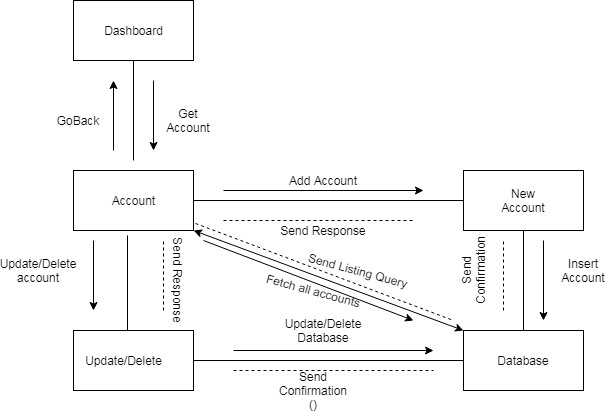 Dashboard
GoBack
Get
Account
Account
Add Account
Send Response
New
Account
Update/Delete
account
Send Response
Send Listing Query
Fetch all accounts
Send
Confirmation
Insert
Account
Update/Delete
Update/Delete
Database
Send
Confirmation
()
Database